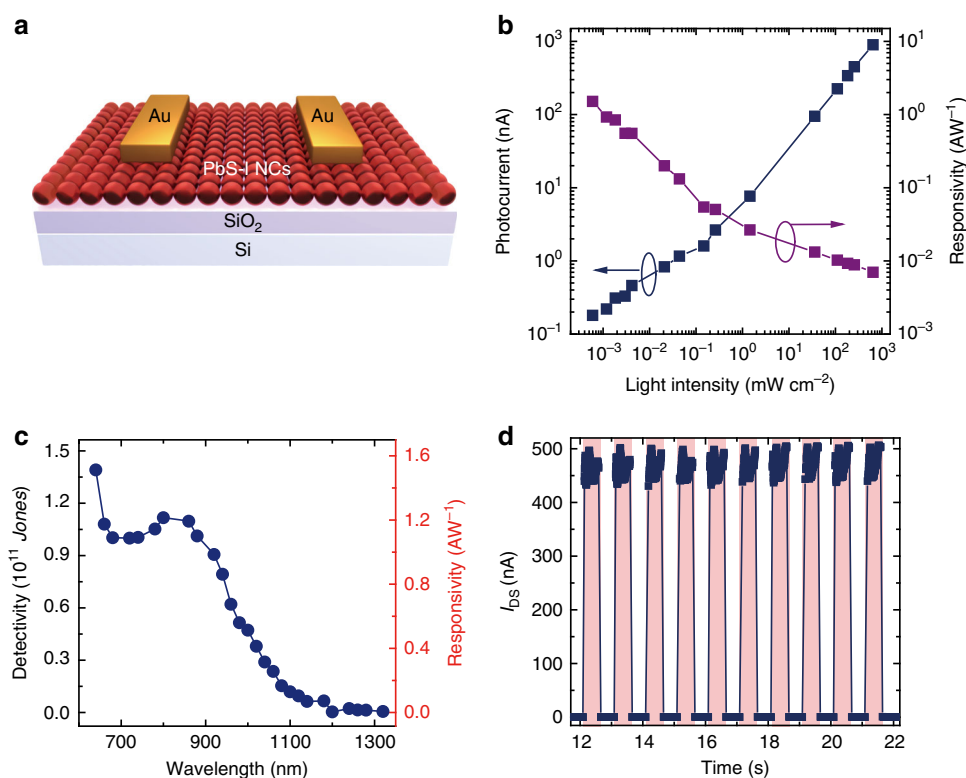 a
Au
Au
PbS-I NCs
SiO₂
Si
b
10³
10²
10¹
10⁰
10⁻¹
Photocurrent (nA)
10¹
10⁰
10⁻¹
10⁻²
10⁻³
Responsivity (AW⁻¹)
10⁻³ 10⁻² 10⁻¹ 10⁰ 10¹ 10² 10³
Light intensity (mW cm⁻²)
c
1.5
1.2
0.9
0.6
0.3
0.0
Detectivity (10¹¹ Jones)
1.6
1.2
0.8
0.4
0.0
Responsivity (AW⁻¹)
700 900 1100 1300
Wavelength (nm)
d
500
400
300
200
100
0
I_DS (nA)
12 14 16 18 20 22
Time (s)